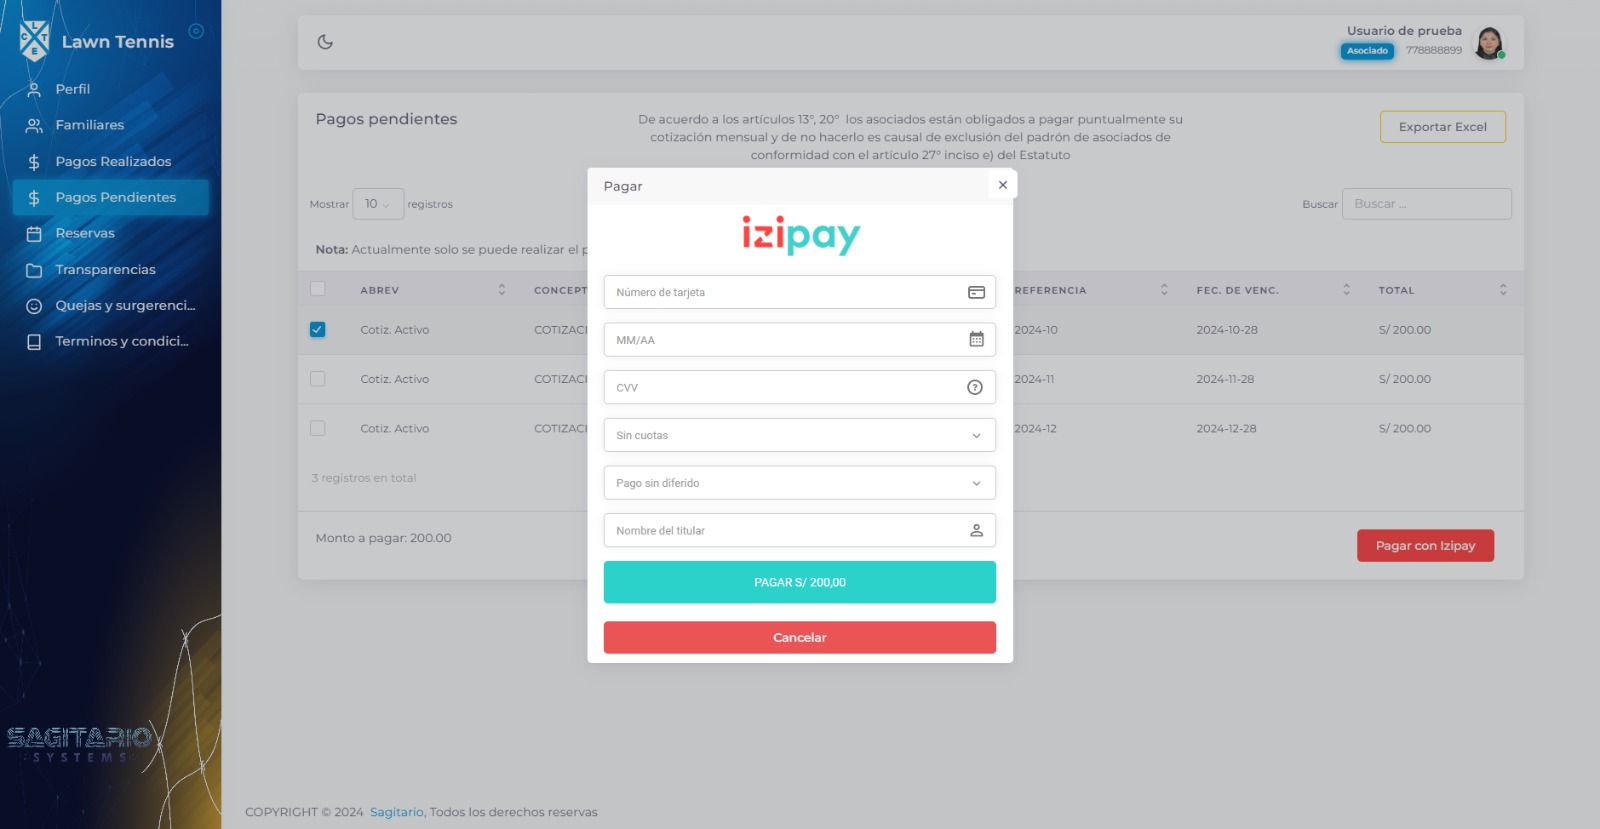 L
C T
E
Lawn Tennis
Perfil
Familiares
Pagos Realizados
Pagos Pendientes
Reservas
Transparencias
Quejas y surgerenci...
Terminos y condici...
SAGITARIO
SYSTEMS
Usuario de prueba
Asociado 778888899
Pagos pendientes
De acuerdo a los artículos 13°, 20° los asociados están obligados a pagar puntualmente su
cotización mensual y de no hacerlo es causal de exclusión del padrón de asociados de
conformidad con el artículo 27° inciso e) del Estatuto
Exportar Excel
Mostrar 10 registros
Buscar Buscar ...
Nota: Actualmente solo se puede realizar el p
ABREV CONCEPT REFERENCIA FEC. DE VENC. TOTAL
Cotiz. Activo COTIZACI 2024-10 2024-10-28 S/ 200.00
Cotiz. Activo COTIZACI 2024-11 2024-11-28 S/ 200.00
Cotiz. Activo COTIZACI 2024-12 2024-12-28 S/ 200.00
3 registros en total
Monto a pagar: 200.00
Pagar con Izipay
Pagar
izipay
Número de tarjeta
MM/AA
CVV
Sin cuotas
Pago sin diferido
Nombre del titular
PAGAR S/ 200,00
Cancelar
COPYRIGHT © 2024 Sagitario, Todos los derechos reservas